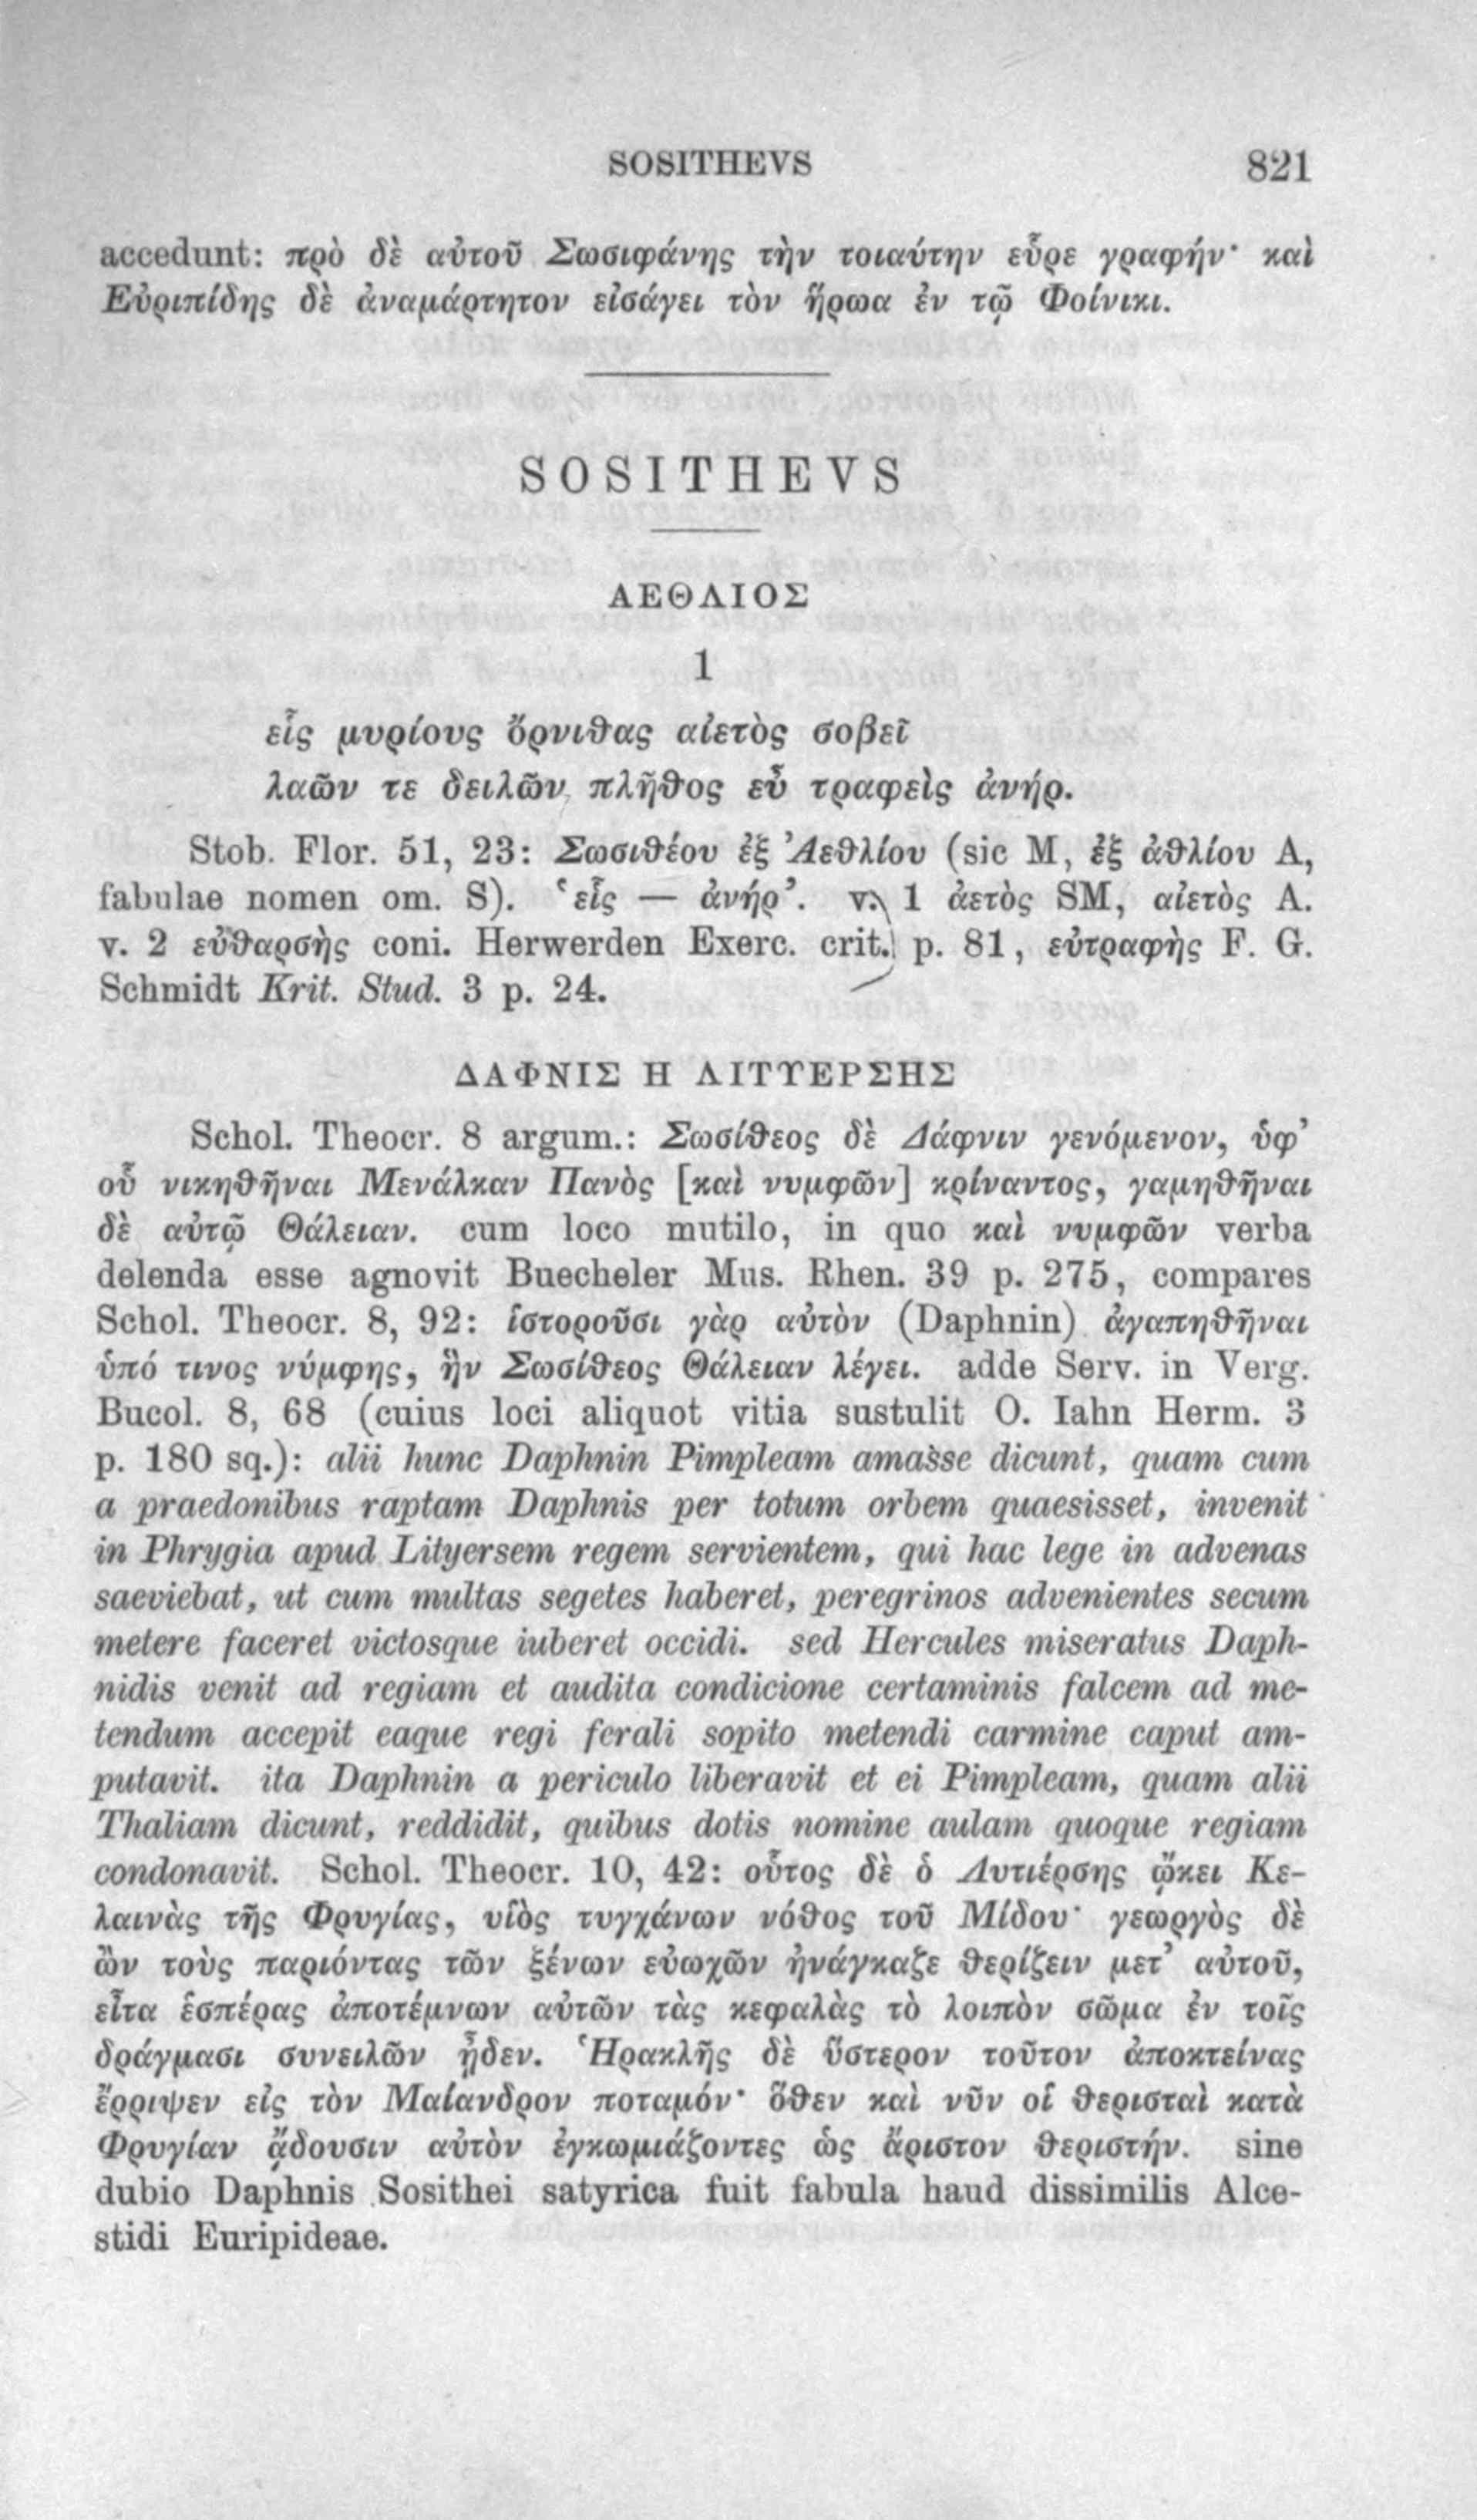 SOSITHEVS 821
accedunt: πρὸ δὲ αὐτοῦ Σωσιφάνης τὴν τοιαύτην εὗρε γραφήν· καὶ
Εὐριπίδης δὲ ἀναμάρτητον εἰσάγει τὸν ἥρωα ἐν τῷ Φοίνικι.
SOSITHEVS
ΑΕΘΛΙΟΣ
1
εἷς μυρίους ὄρνιθας αἰετὸς σοβεῖ
λαῶν τε δειλῶν πλῆθος εὖ τραφεὶς ἀνήρ.
Stob. Flor. 51, 23: Σωσιθέου ἐξ Ἀεθλίου (sic M, ἐξ ἀθλίου A,
fabulae nomen om. S). ‘εἷς — ἀνήρ’. v. 1 ἀετὸς SM, αἰετὸς A.
v. 2 εὐθαρσὴς coni. Herwerden Exerc. crit. p. 81, εὐτραφὴς F. G.
Schmidt Krit. Stud. 3 p. 24.
ΔΑΦΝΙΣ Η ΛΙΤΥΕΡΣΗΣ
Schol. Theocr. 8 argum.: Σωσίθεος δὲ Δάφνιν γενόμενον, ὑφ’
οὗ νικηθῆναι Μενάλκαν Πανὸς [καὶ νυμφῶν] κρίναντος, γαμηθῆναι
δὲ αὐτῷ Θάλειαν. cum loco mutilo, in quo καὶ νυμφῶν verba
delenda esse agnovit Buecheler Mus. Rhen. 39 p. 275, compares
Schol. Theocr. 8, 92: ἱστοροῦσι γὰρ αὐτὸν (Daphnin) ἀγαπηθῆναι
ὑπό τινος νύμφης, ἣν Σωσίθεος Θάλειαν λέγει. adde Serv. in Verg.
Bucol. 8, 68 (cuius loci aliquot vitia sustulit O. Iahn Herm. 3
p. 180 sq.): alii hunc Daphnin Pimpleam amasse dicunt, quam cum
a praedonibus raptam Daphnis per totum orbem quaesisset, invenit
in Phrygia apud Lityersem regem servientem, qui hac lege in advenas
saeviebat, ut cum multas segetes haberet, peregrinos advenientes secum
metere faceret victosque iuberet occidi. sed Hercules miseratus Daph-
nidis venit ad regiam et audita condicione certaminis falcem ad me-
tendum accepit eaque regi ferali sopito metendi carmine caput am-
putavit. ita Daphnin a periculo liberavit et ei Pimpleam, quam alii
Thaliam dicunt, reddidit, quibus dotis nomine aulam quoque regiam
condonavit. Schol. Theocr. 10, 42: οὗτος δὲ ὁ Λυτιέρσης ᾤκει Κε-
λαινὰς τῆς Φρυγίας, υἱὸς τυγχάνων νόθος τοῦ Μίδου· γεωργὸς δὲ
ὢν τοὺς παριόντας τῶν ξένων εὐωχῶν ἠνάγκαζε θερίζειν μετ’ αὐτοῦ,
εἶτα ἑσπέρας ἀποτέμνων αὐτῶν τὰς κεφαλὰς τὸ λοιπὸν σῶμα ἐν τοῖς
δράγμασι συνειλῶν ᾖδεν. Ἡρακλῆς δὲ ὕστερον τοῦτον ἀποκτείνας
ἔρριψεν εἰς τὸν Μαίανδρον ποταμόν· ὅθεν καὶ νῦν οἱ θερισταὶ κατὰ
Φρυγίαν ᾄδουσιν αὐτὸν ἐγκωμιάζοντες ὡς ἄριστον θεριστήν. sine
dubio Daphnis Sosithei satyrica fuit fabula haud dissimilis Alce-
stidi Euripideae.